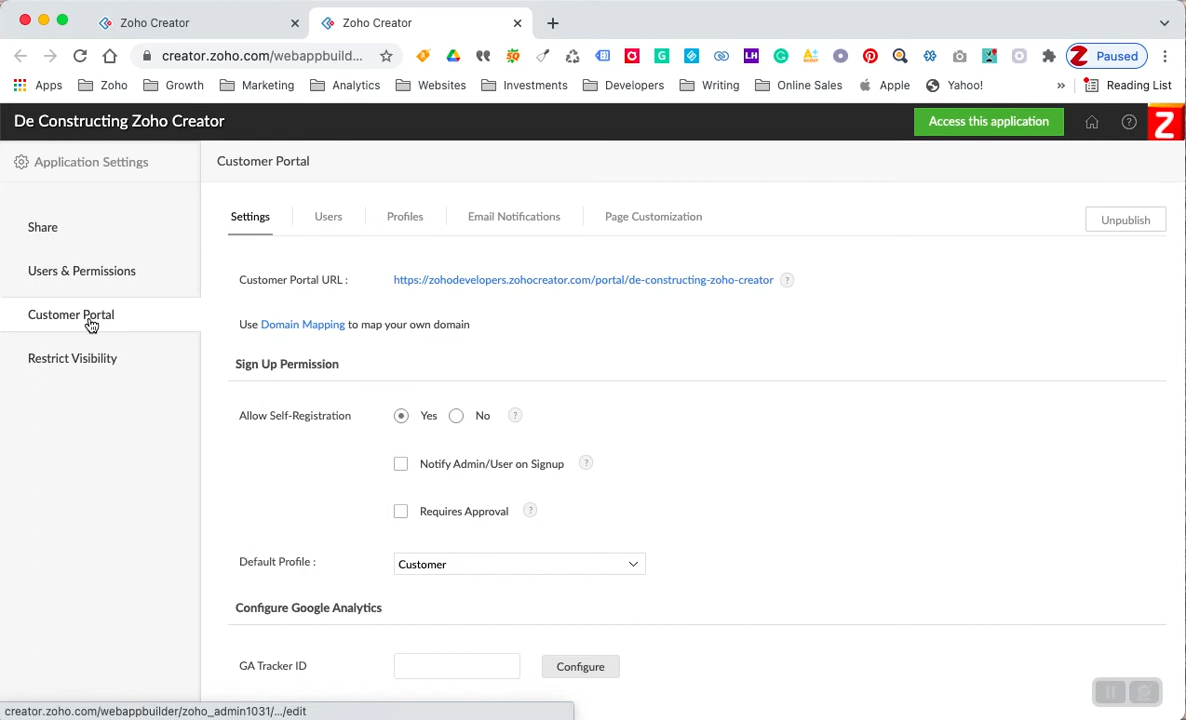 Zoho Creator
Zoho Creator
creator.zoho.com/webappbuild...
Paused
Apps
Zoho
Growth
Marketing
Analytics
Websites
Investments
Developers
Writing
Online Sales
Apple
Yahoo!
»
Reading List
De Constructing Zoho Creator
Access this application
Application Settings
Customer Portal
Settings
Users
Profiles
Email Notifications
Page Customization
Unpublish
Share
Users & Permissions
Customer Portal
Restrict Visibility
Customer Portal URL :
https://zohodevelopers.zohocreator.com/portal/de-constructing-zoho-creator
?
Use Domain Mapping to map your own domain
Sign Up Permission
Allow Self-Registration
Yes
No
?
Notify Admin/User on Signup
?
Requires Approval
?
Default Profile :
Customer
Configure Google Analytics
GA Tracker ID
Configure
creator.zoho.com/webappbuilder/zoho_admin1031/.../edit